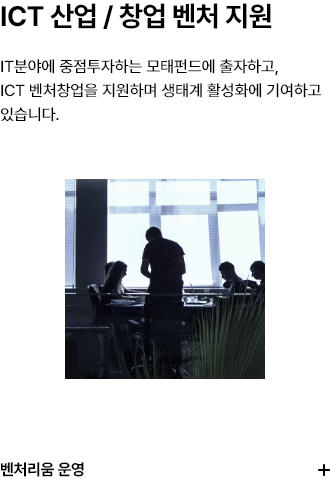 ICT 산업 / 창업 벤처 지원
IT분야에 중점투자하는 모태펀드에 출자하고,
ICT 벤처창업을 지원하며 생태계 활성화에 기여하고
있습니다.
벤처리움 운영
+